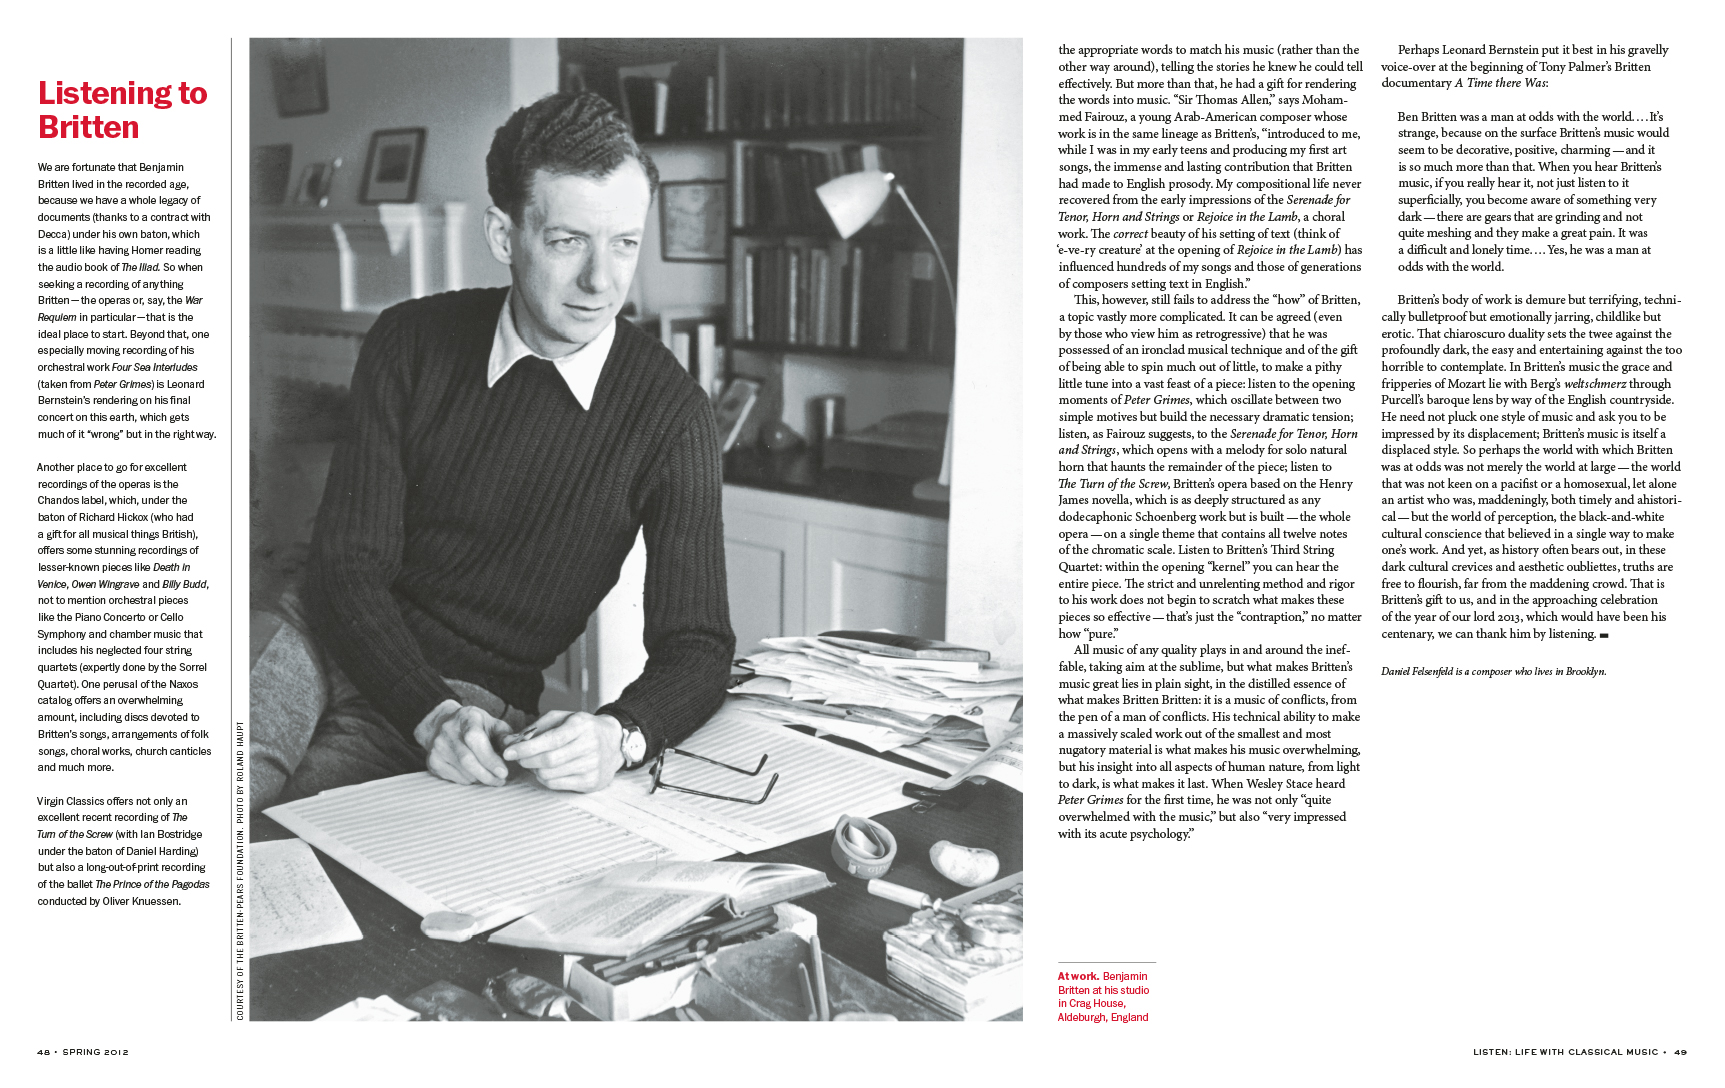 Listening to
Britten
We are fortunate that Benjamin
Britten lived in the recorded age,
because we have a whole legacy of
documents (thanks to a contract with
Decca) under his own baton, which
is a little like having Homer reading
the audio book of The Iliad. So when
seeking a recording of anything
Britten — the operas or, say, the War
Requiem in particular — that is the
ideal place to start. Beyond that, one
especially moving recording of his
orchestral work Four Sea Interludes
(taken from Peter Grimes) is Leonard
Bernstein's rendering on his final
concert on this earth, which gets
much of it “wrong” but in the right way.
Another place to go for excellent
recordings of the operas is the
Chandos label, which, under the
baton of Richard Hickox (who had
a gift for all musical things British),
offers some stunning recordings of
lesser-known pieces like Death in
Venice, Owen Wingrave and Billy Budd,
not to mention orchestral pieces
like the Piano Concerto or Cello
Symphony and chamber music that
includes his neglected four string
quartets (expertly done by the Sorrel
Quartet). One perusal of the Naxos
catalog offers an overwhelming
amount, including discs devoted to
Britten's songs, arrangements of folk
songs, choral works, church canticles
and much more.
Virgin Classics offers not only an
excellent recent recording of The
Turn of the Screw (with Ian Bostridge
under the baton of Daniel Harding)
but also a long-out-of-print recording
of the ballet The Prince of the Pagodas
conducted by Oliver Knuessen.
COURTESY OF THE BRITTEN-PEARS FOUNDATION. PHOTO BY ROLAND HAUPT
the appropriate words to match his music (rather than the
other way around), telling the stories he knew he could tell
effectively. But more than that, he had a gift for rendering
the words into music. “Sir Thomas Allen,” says Moham-
med Fairouz, a young Arab-American composer whose
work is in the same lineage as Britten's, “introduced to me,
while I was in my early teens and producing my first art
songs, the immense and lasting contribution that Britten
had made to English prosody. My compositional life never
recovered from the early impressions of the Serenade for
Tenor, Horn and Strings or Rejoice in the Lamb, a choral
work. The correct beauty of his setting of text (think of
‘e-ve-ry creature’ at the opening of Rejoice in the Lamb) has
influenced hundreds of my songs and those of generations
of composers setting text in English.”
This, however, still fails to address the “how” of Britten,
a topic vastly more complicated. It can be agreed (even
by those who view him as retrogressive) that he was
possessed of an ironclad musical technique and of the gift
of being able to spin much out of little, to make a pithy
little tune into a vast feast of a piece: listen to the opening
moments of Peter Grimes, which oscillate between two
simple motives but build the necessary dramatic tension;
listen, as Fairouz suggests, to the Serenade for Tenor, Horn
and Strings, which opens with a melody for solo natural
horn that haunts the remainder of the piece; listen to
The Turn of the Screw, Britten's opera based on the Henry
James novella, which is as deeply structured as any
dodecaphonic Schoenberg work but is built — the whole
opera — on a single theme that contains all twelve notes
of the chromatic scale. Listen to Britten's Third String
Quartet: within the opening “kernel” you can hear the
entire piece. The strict and unrelenting method and rigor
to his work does not begin to scratch what makes these
pieces so effective — that's just the “contraption,” no matter
how “pure.”
All music of any quality plays in and around the inef-
fable, taking aim at the sublime, but what makes Britten's
music great lies in plain sight, in the distilled essence of
what makes Britten Britten: it is a music of conflicts, from
the pen of a man of conflicts. His technical ability to make
a massively scaled work out of the smallest and most
nugatory material is what makes his music overwhelming,
but his insight into all aspects of human nature, from light
to dark, is what makes it last. When Wesley Stace heard
Peter Grimes for the first time, he was not only “quite
overwhelmed with the music,” but also “very impressed
with its acute psychology.”
At work. Benjamin
Britten at his studio
in Crag House,
Aldeburgh, England
Perhaps Leonard Bernstein put it best in his gravelly
voice-over at the beginning of Tony Palmer's Britten
documentary A Time there Was:
Ben Britten was a man at odds with the world. . . . It's
strange, because on the surface Britten's music would
seem to be decorative, positive, charming — and it
is so much more than that. When you hear Britten's
music, if you really hear it, not just listen to it
superficially, you become aware of something very
dark — there are gears that are grinding and not
quite meshing and they make a great pain. It was
a difficult and lonely time. . . . Yes, he was a man at
odds with the world.
Britten's body of work is demure but terrifying, techni-
cally bulletproof but emotionally jarring, childlike but
erotic. That chiaroscuro duality sets the twee against the
profoundly dark, the easy and entertaining against the too
horrible to contemplate. In Britten's music the grace and
fripperies of Mozart lie with Berg's weltschmerz through
Purcell's baroque lens by way of the English countryside.
He need not pluck one style of music and ask you to be
impressed by its displacement; Britten's music is itself a
displaced style. So perhaps the world with which Britten
was at odds was not merely the world at large — the world
that was not keen on a pacifist or a homosexual, let alone
an artist who was, maddeningly, both timely and ahistori-
cal — but the world of perception, the black-and-white
cultural conscience that believed in a single way to make
one's work. And yet, as history often bears out, in these
dark cultural crevices and aesthetic oubliettes, truths are
free to flourish, far from the maddening crowd. That is
Britten's gift to us, and in the approaching celebration
of the year of our lord 2013, which would have been his
centenary, we can thank him by listening.
Daniel Felsenfeld is a composer who lives in Brooklyn.
48 • SPRING 2012
LISTEN: LIFE WITH CLASSICAL MUSIC • 49